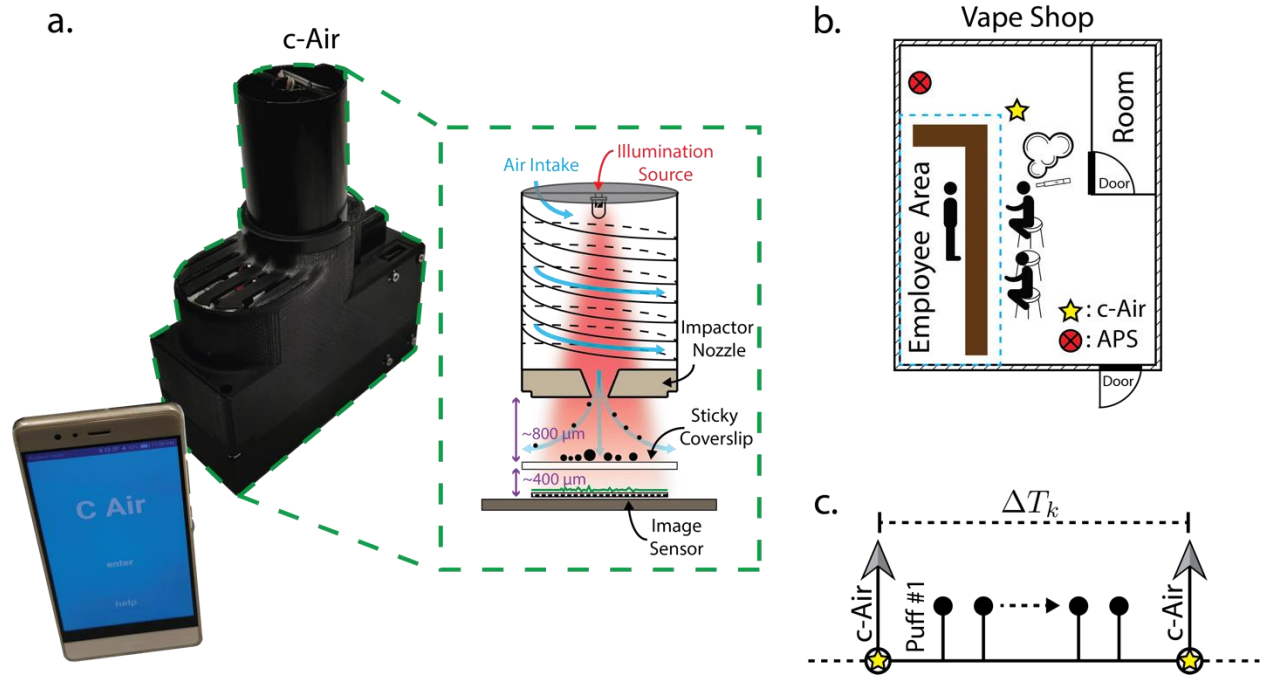 a.
c-Air
Air Intake
Illumination
Source
Impactor
Nozzle
~800 μm
Sticky
Coverslip
~400 μm
Image
Sensor
C Air
enter
help
b.
Vape Shop
Room
Door
Employee Area
: c-Air
: APS
Door
c.
ΔTk
c-Air
Puff #1
c-Air